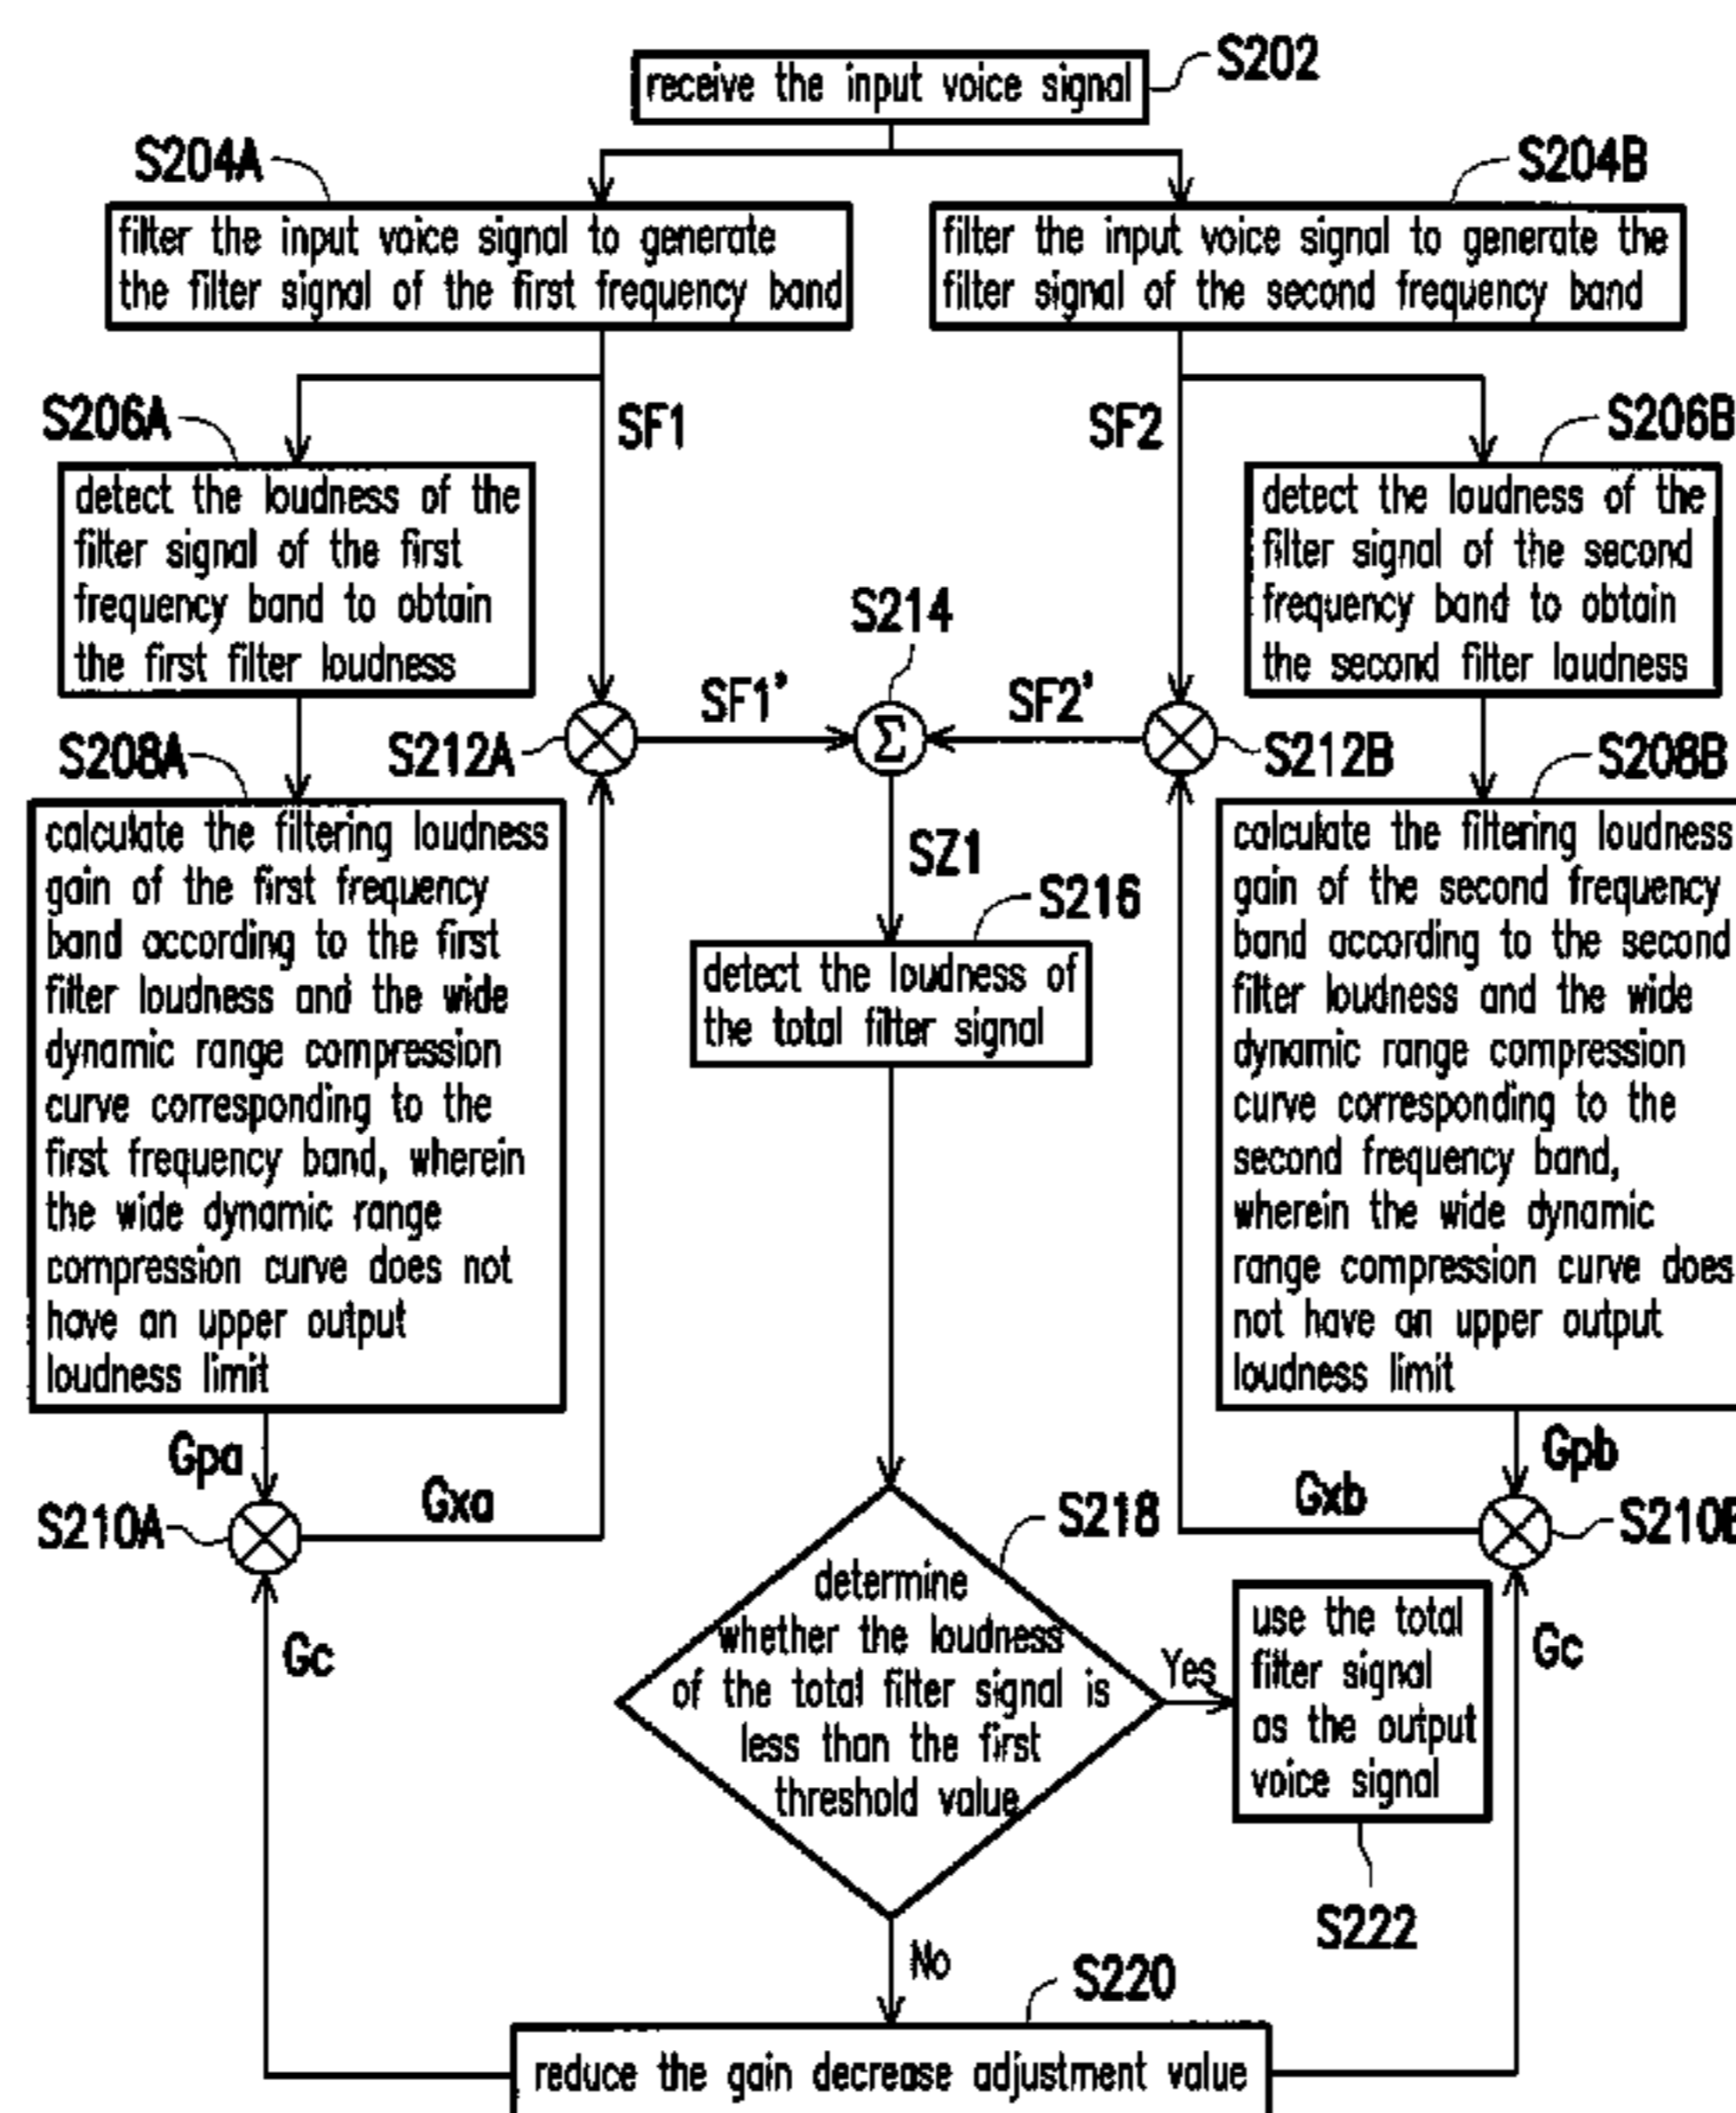 receive the input voice signal
S202
S204A
S204B
filter the input voice signal to generate
the filter signal of the first frequency band
filter the input voice signal to generate the
filter signal of the second frequency band
S206A
SF1
SF2
S206B
detect the loudness of the
filter signal of the first
frequency band to obtain
the first filter loudness
detect the loudness of the
filter signal of the second
frequency band to obtain
the second filter loudness
S214
SF1'
Σ
SF2'
S208A
S212A
S212B
S208B
calculate the filtering loudness
gain of the first frequency
band according to the first
filter loudness and the wide
dynamic range compression
curve corresponding to the
first frequency band, wherein
the wide dynamic range
compression curve does not
have an upper output
loudness limit
SZ1
S216
detect the loudness of
the total filter signal
calculate the filtering loudness
gain of the second frequency
band according to the second
filter loudness and the wide
dynamic range compression
curve corresponding to the
second frequency band,
wherein the wide dynamic
range compression curve does
not have an upper output
loudness limit
Gpa
Gxa
S210A
Gc
Gpb
Gxb
S210B
Gc
S218
determine
whether the loudness
of the total filter signal is
less than the first
threshold value
Yes
use the total
filter signal
as the output
voice signal
S222
No
S220
reduce the gain decrease adjustment value